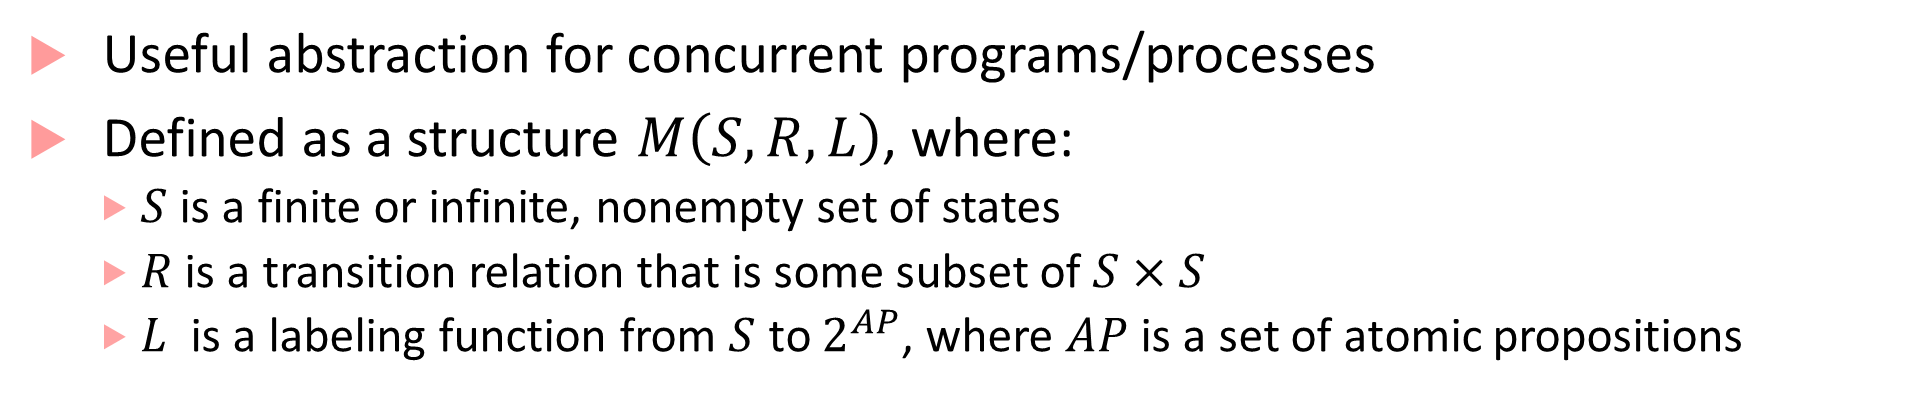 Useful abstraction for concurrent programs/processes
Defined as a structure M(S, R, L), where:
S is a finite or infinite, nonempty set of states
R is a transition relation that is some subset of S × S
L is a labeling function from S to 2^{AP}, where AP is a set of atomic propositions